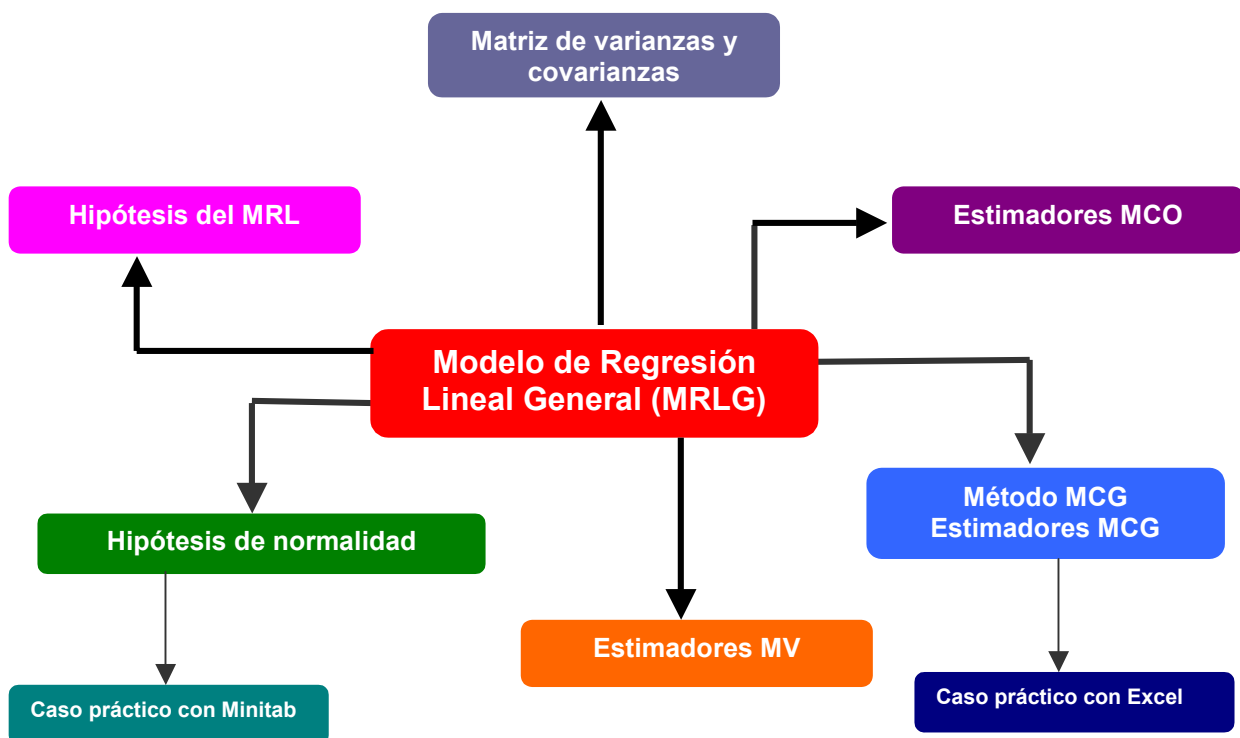 Matriz de varianzas y
covarianzas
Hipótesis del MRL
Estimadores MCO
Modelo de Regresión
Lineal General (MRLG)
Método MCG
Estimadores MCG
Hipótesis de normalidad
Estimadores MV
Caso práctico con Minitab
Caso práctico con Excel